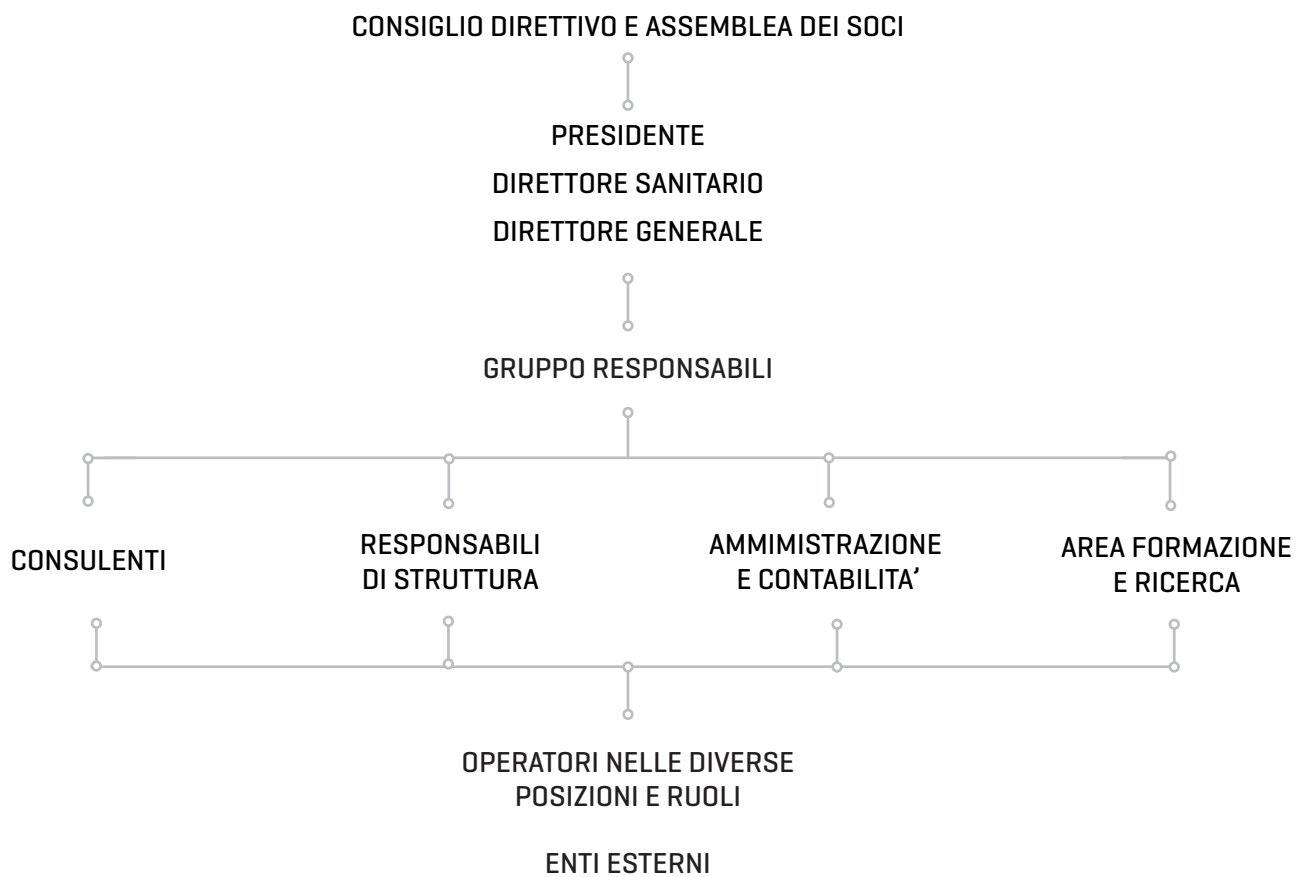 CONSIGLIO DIRETTIVO E ASSEMBLEA DEI SOCI
PRESIDENTE
DIRETTORE SANITARIO
DIRETTORE GENERALE
GRUPPO RESPONSABILI
CONSULENTI
RESPONSABILI
DI STRUTTURA
AMMIMISTRAZIONE
E CONTABILITA'
AREA FORMAZIONE
E RICERCA
OPERATORI NELLE DIVERSE
POSIZIONI E RUOLI
ENTI ESTERNI